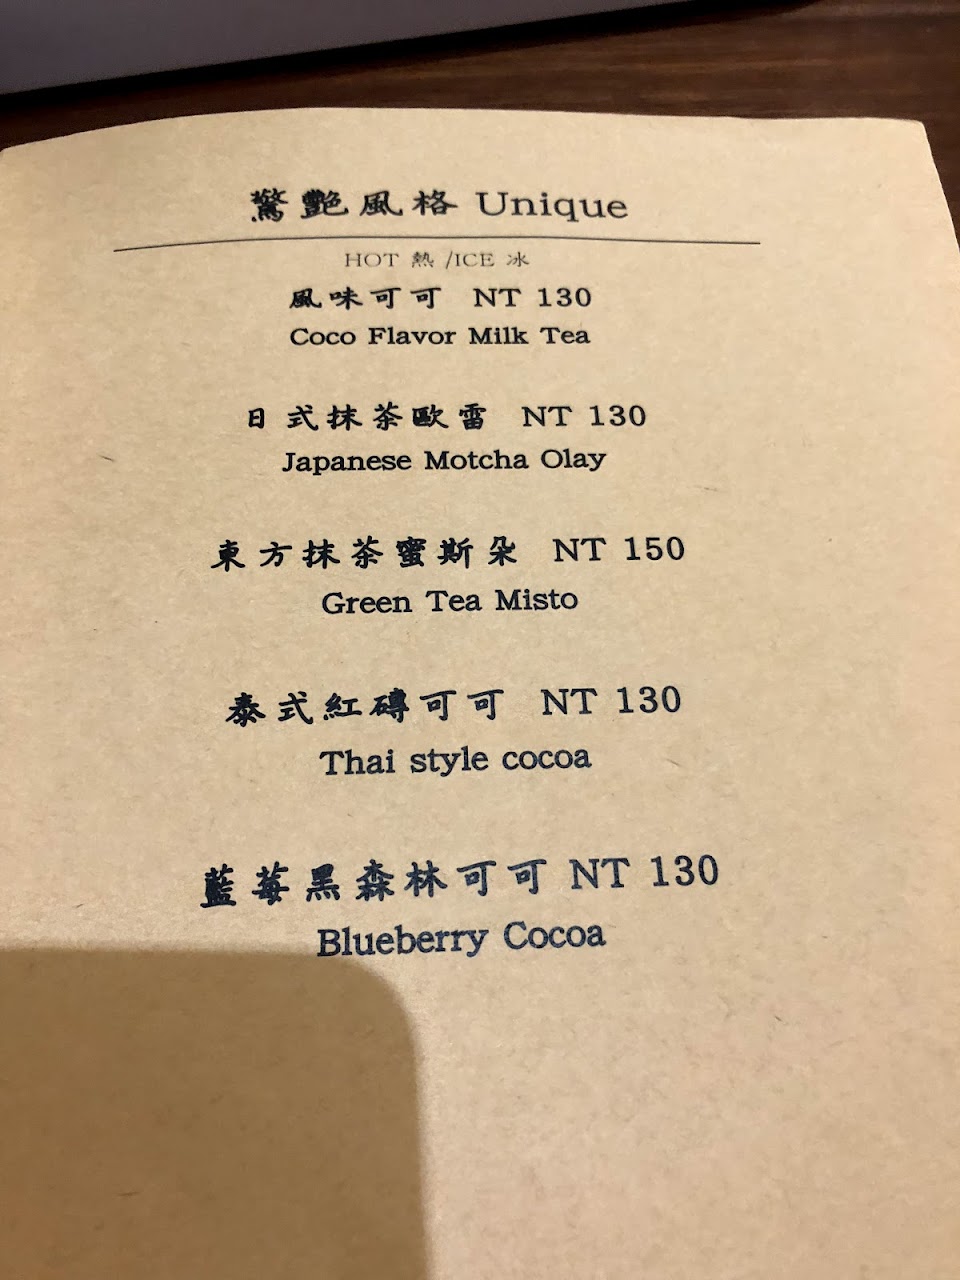 驚艷風格 Unique
HOT 熱 /ICE 冰
風味可可 NT 130
Coco Flavor Milk Tea
日式抹茶歐雷 NT 130
Japanese Motcha Olay
東方抹茶蜜斯朵 NT 150
Green Tea Misto
泰式紅磚可可 NT 130
Thai style cocoa
藍莓黑森林可可 NT 130
Blueberry Cocoa